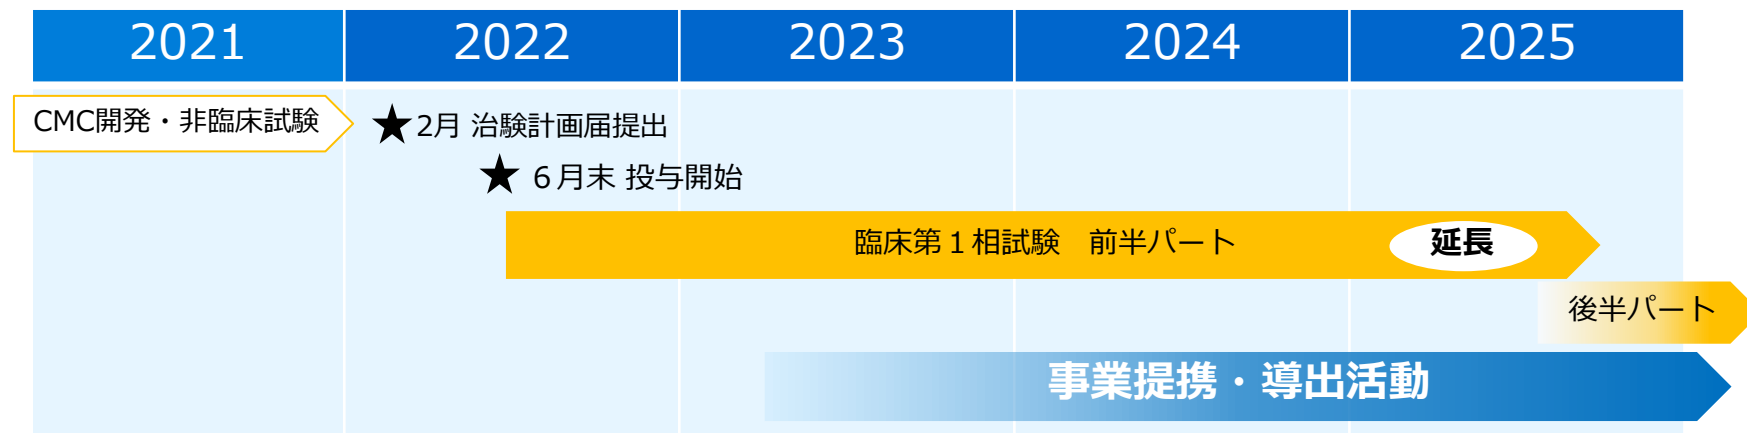 2021
2022
2023
2024
2025
CMC開発・非臨床試験
★2月 治験計画届提出
★ ６月末 投与開始
臨床第１相試験　前半パート
延長
後半パート
事業提携・導出活動